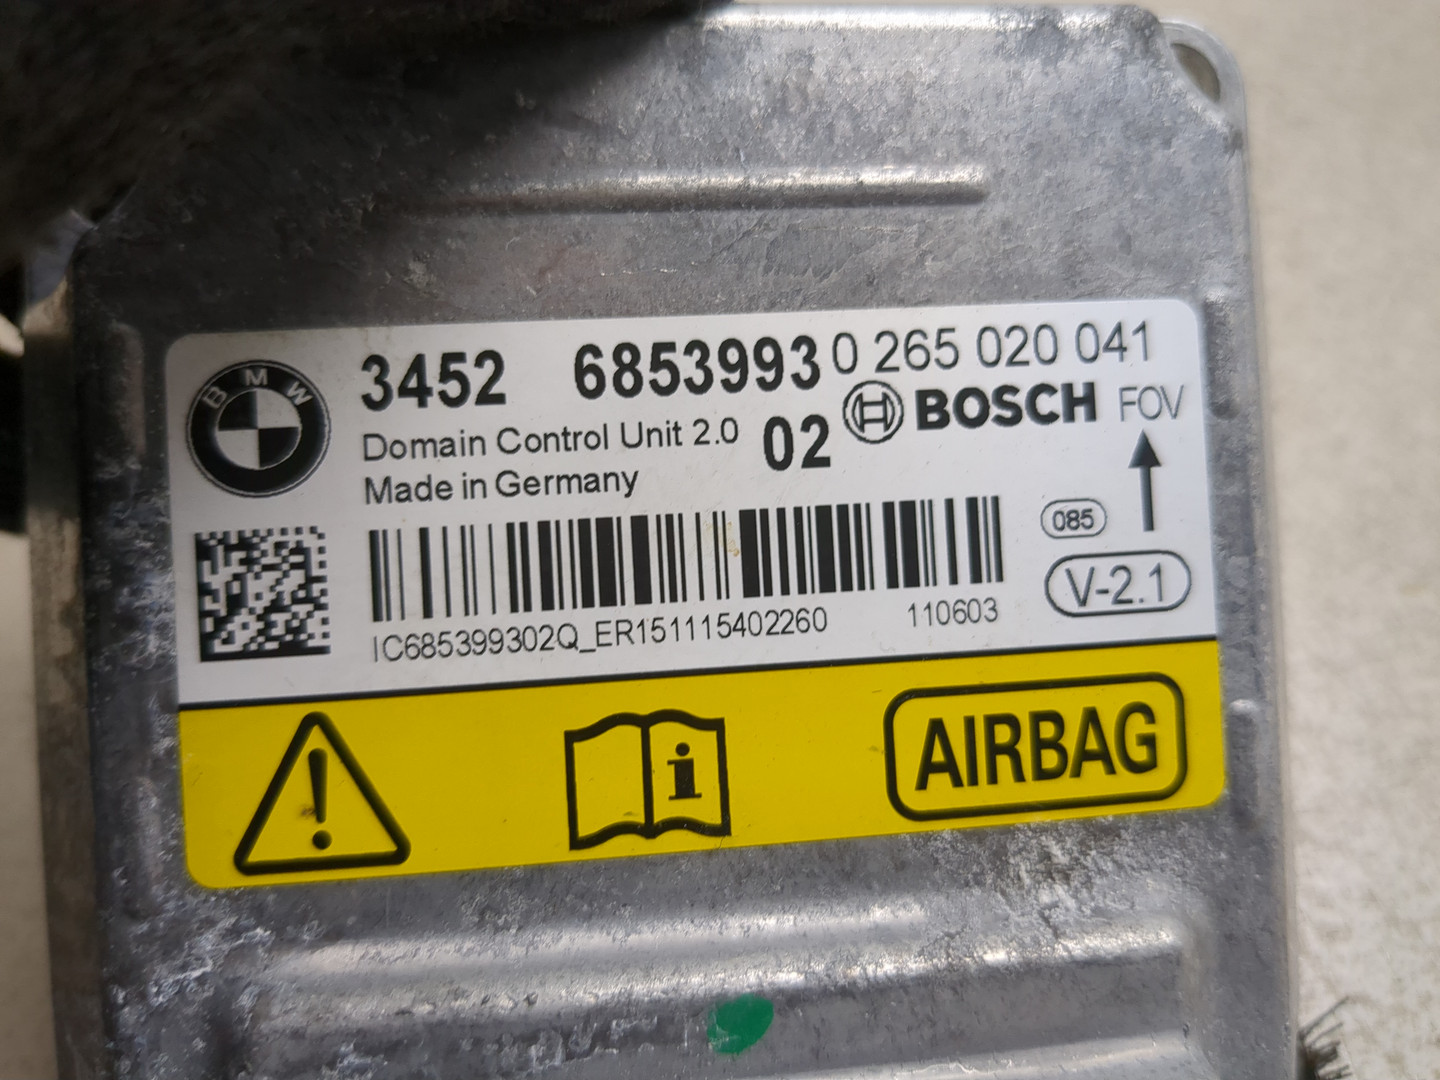 BMW
3452 6853993 0 265 020 041
Domain Control Unit 2.0 02 BOSCH FOV
Made in Germany
085
V-2.1
IC685399302Q_ER151115402260 110603
i AIRBAG